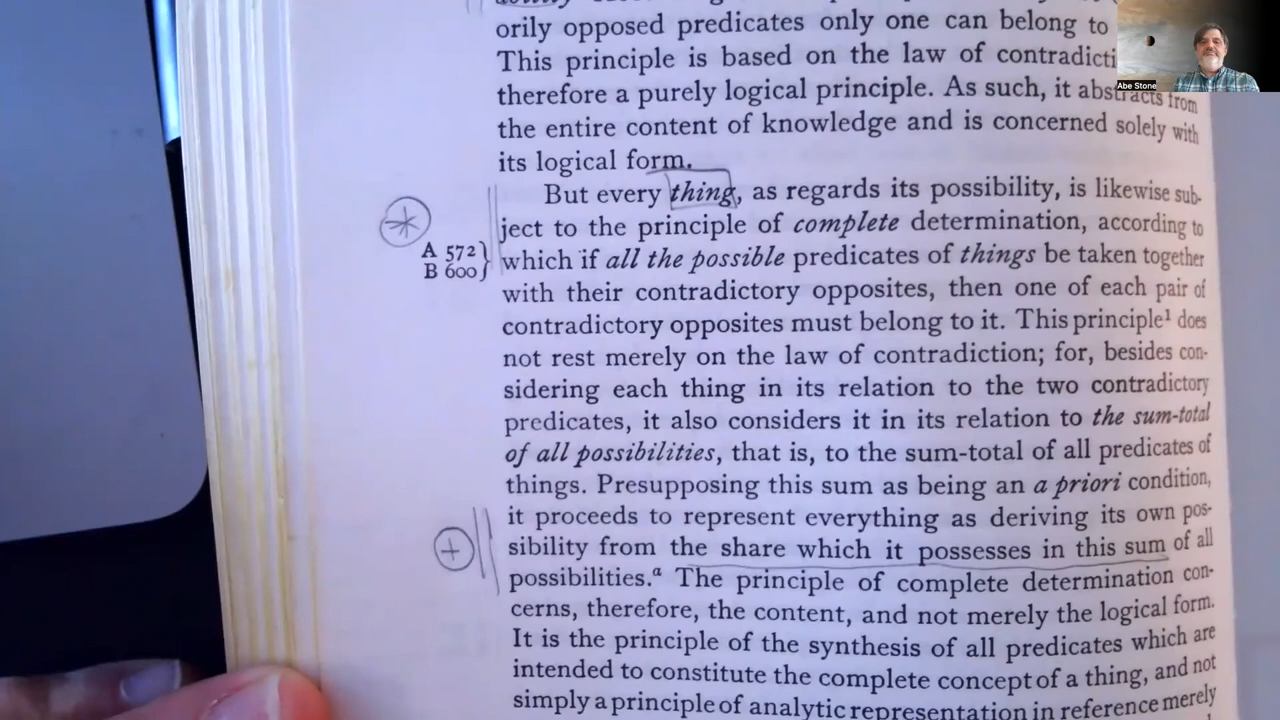 orily opposed predicates only one can belong to
This principle is based on the law of contradicti
therefore a purely logical principle. As such, it abstracts from
the entire content of knowledge and is concerned solely with
its logical form.
But every thing, as regards its possibility, is likewise sub-
ject to the principle of complete determination, according to
A 572
B 600
which if all the possible predicates of things be taken together
with their contradictory opposites, then one of each pair of
contradictory opposites must belong to it. This principle¹ does
not rest merely on the law of contradiction; for, besides con-
sidering each thing in its relation to the two contradictory
predicates, it also considers it in its relation to the sum-total
of all possibilities, that is, to the sum-total of all predicates of
things. Presupposing this sum as being an a priori condition,
it proceeds to represent everything as deriving its own pos-
sibility from the share which it possesses in this sum of all
possibilities.ᵃ The principle of complete determination con-
cerns, therefore, the content, and not merely the logical form.
It is the principle of the synthesis of all predicates which are
intended to constitute the complete concept of a thing, and not
simply a principle of analytic representation in reference merely
Abe Stone